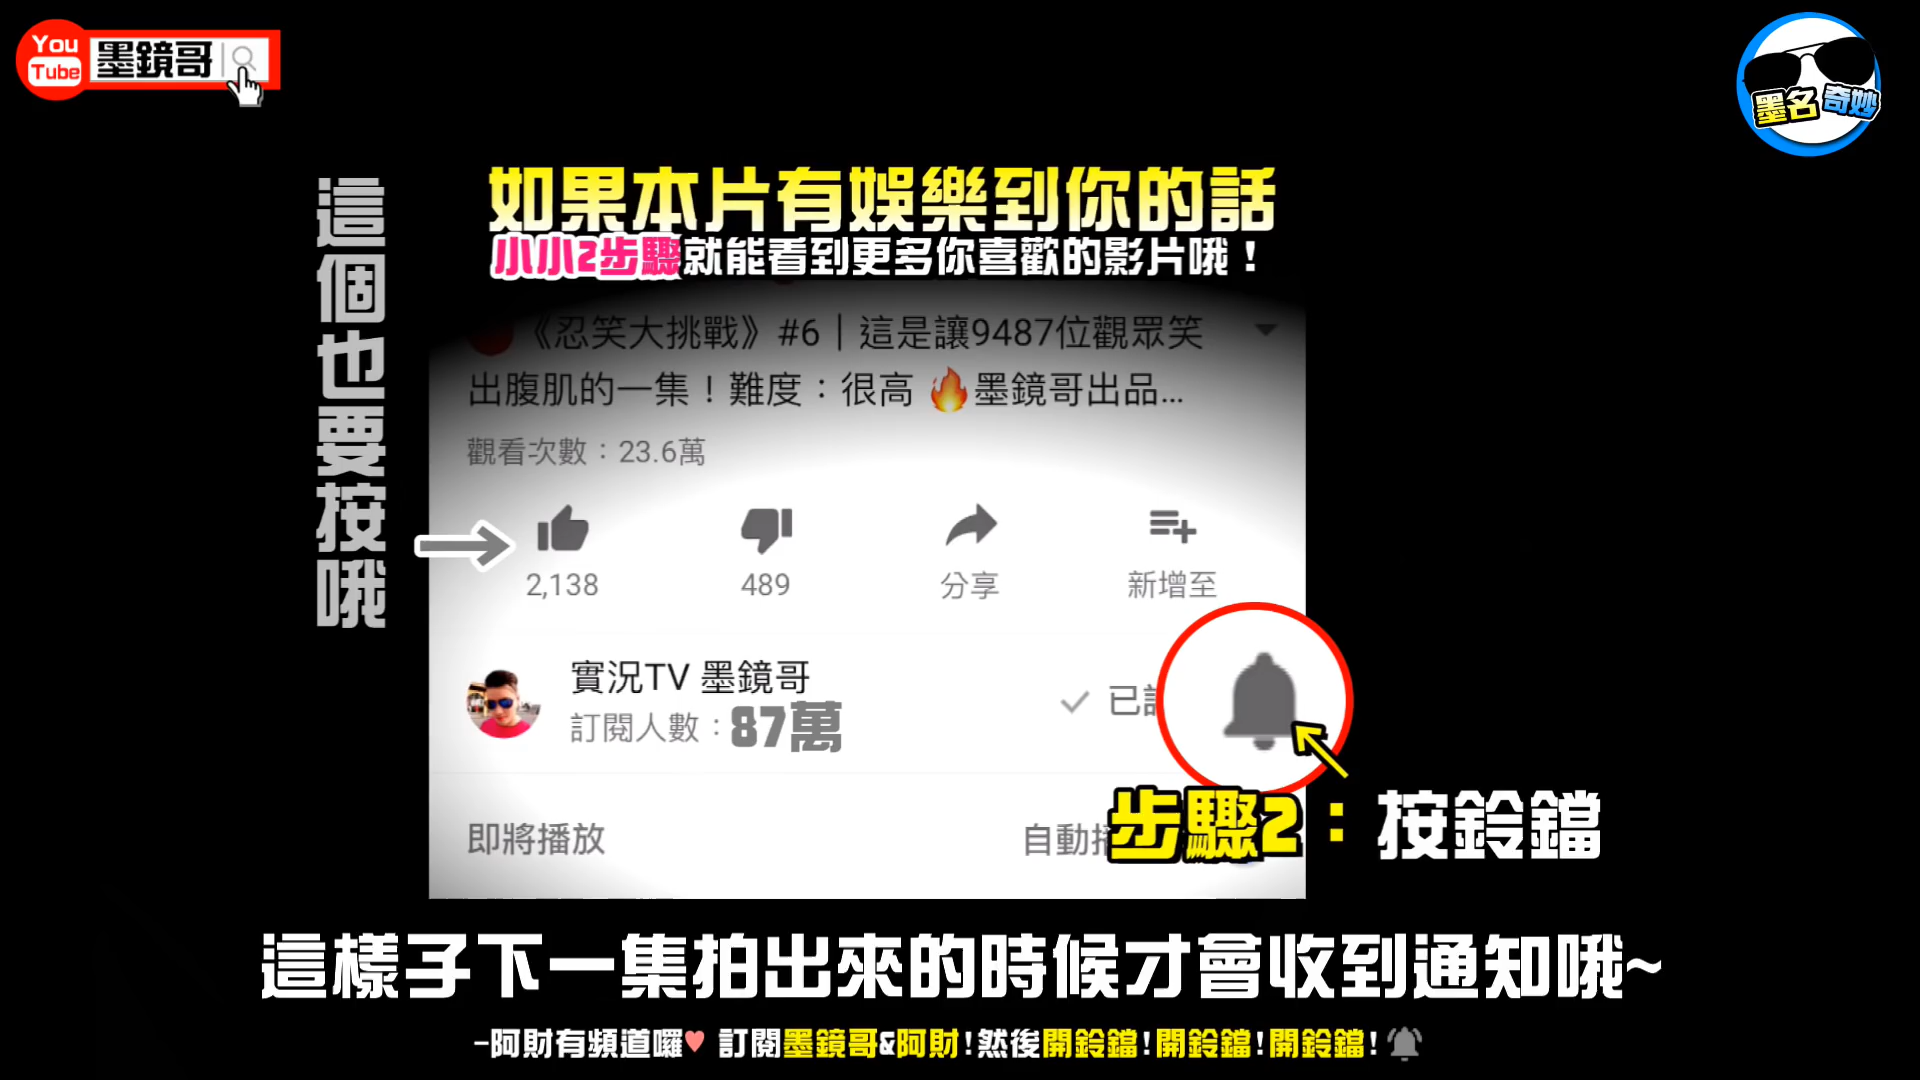 You
Tube
墨鏡哥
墨名奇妙
如果本片有娛樂到你的話
小小2步驟就能看到更多你喜歡的影片哦！
這個也要按哦
《忍笑大挑戰》#6｜這是讓9487位觀眾笑
出腹肌的一集！難度：很高 🔥墨鏡哥出品...
觀看次數：23.6萬
2,138
489
分享
新增至
實況TV 墨鏡哥
訂閱人數：87萬
已
即將播放
自動
步驟2：按鈴鐺
這樣子下一集拍出來的時候才會收到通知哦~
-阿財有頻道囉♥ 訂閱墨鏡哥&阿財!然後開鈴鐺!開鈴鐺!開鈴鐺!